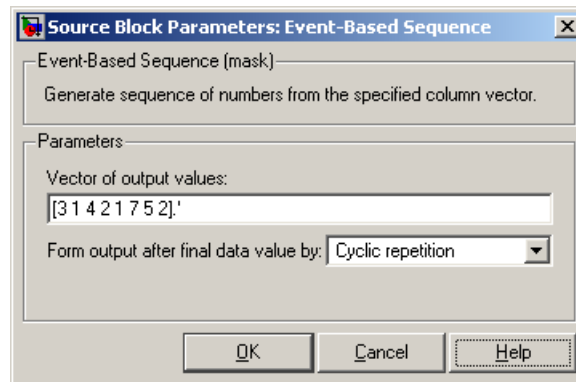 Source Block Parameters: Event-Based Sequence
Event-Based Sequence (mask)
Generate sequence of numbers from the specified column vector.
Parameters
Vector of output values:
[3 1 4 2 1 7 5 2].'
Form output after final data value by: Cyclic repetition
OK Cancel Help